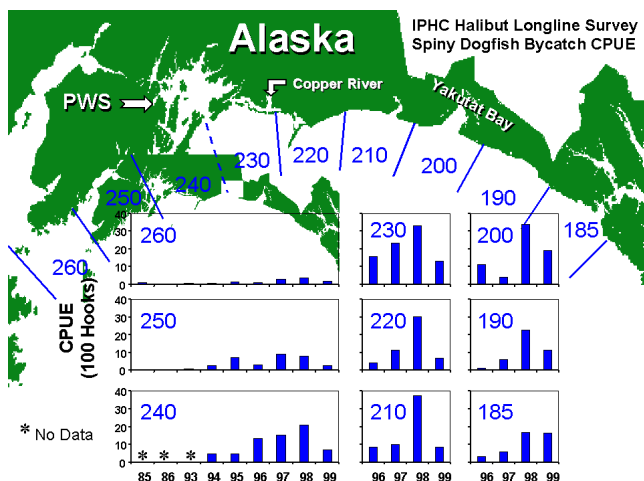 Alaska
IPHC Halibut Longline Survey
Spiny Dogfish Bycatch CPUE
PWS
Copper River
Yakutat Bay
230
220
210
200
190
185
240
250
260
CPUE
(100 Hooks)
40
30
20
10
0
260
230
200
40
30
20
10
0
250
220
190
40
30
20
10
0
240
* * *
210
185
* No Data
85 86 93 94 95 96 97 98 99
96 97 98 99
96 97 98 99